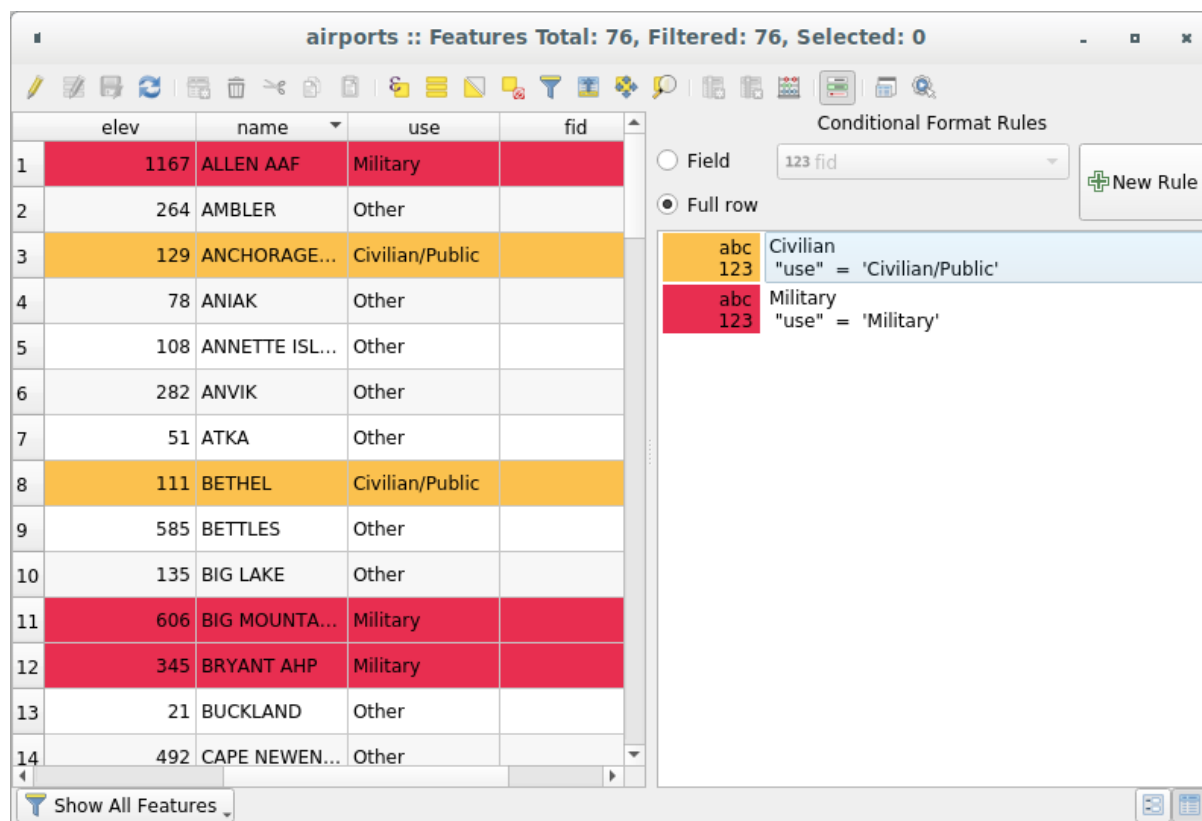 airports :: Features Total: 76, Filtered: 76, Selected: 0
elev name use fid
1 1167 ALLEN AAF Military
2 264 AMBLER Other
3 129 ANCHORAGE... Civilian/Public
4 78 ANIAK Other
5 108 ANNETTE ISL... Other
6 282 ANVIK Other
7 51 ATKA Other
8 111 BETHEL Civilian/Public
9 585 BETTLES Other
10 135 BIG LAKE Other
11 606 BIG MOUNTA... Military
12 345 BRYANT AHP Military
13 21 BUCKLAND Other
14 492 CAPE NEWEN... Other
Show All Features
Conditional Format Rules
Field 123 fid
New Rule
Full row
abc Civilian
123 "use" = 'Civilian/Public'
abc Military
123 "use" = 'Military'